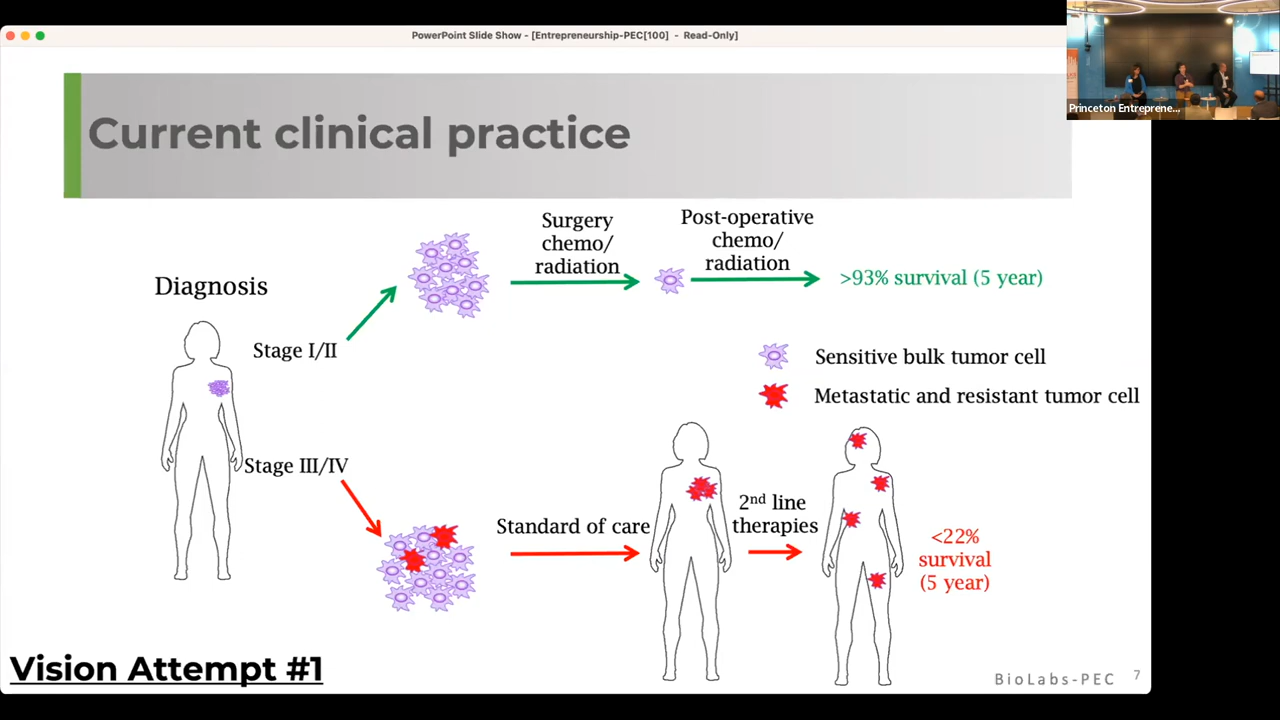 PowerPoint Slide Show - [Entrepreneurship-PEC[100] - Read-Only]
Princeton Entreprene...
Current clinical practice
Surgery
chemo/
radiation
Post-operative
chemo/
radiation
Diagnosis
>93% survival (5 year)
Stage I/II
Sensitive bulk tumor cell
Metastatic and resistant tumor cell
Stage III/IV
Standard of care
2nd line
therapies
<22%
survival
(5 year)
Vision Attempt #1
BioLabs-PEC 7